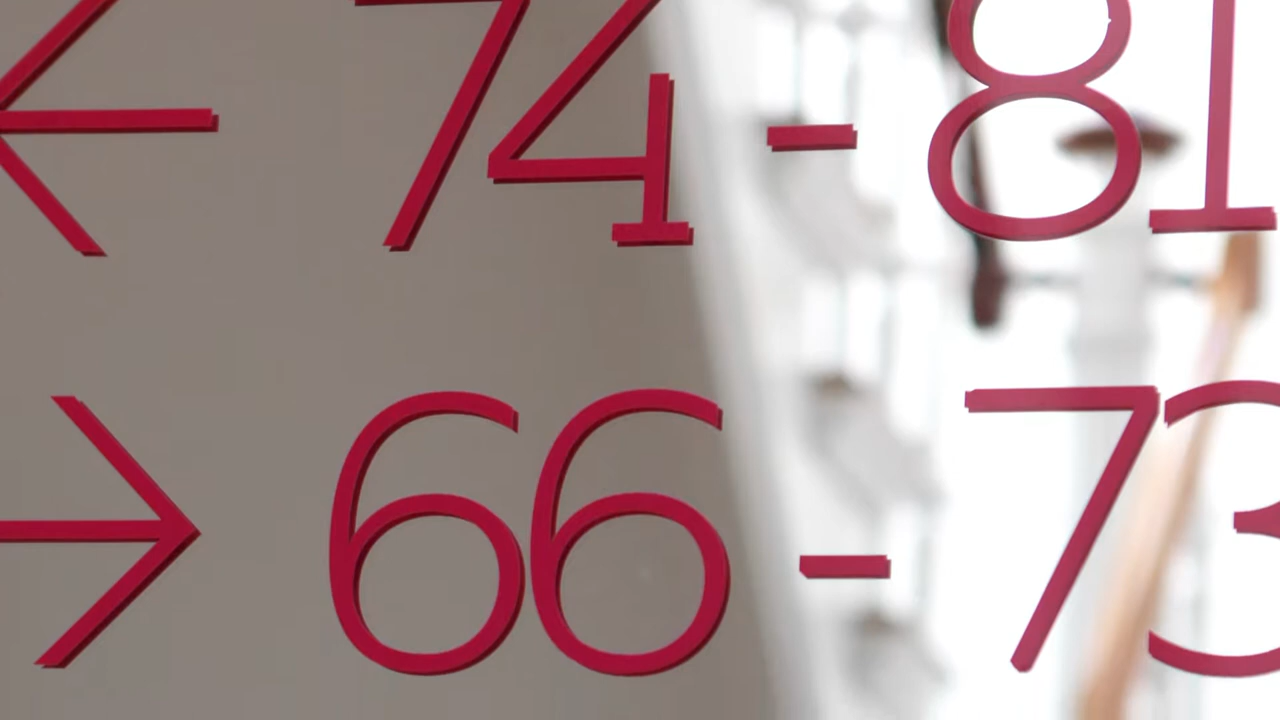 ← 74 - 81
→ 66 - 73